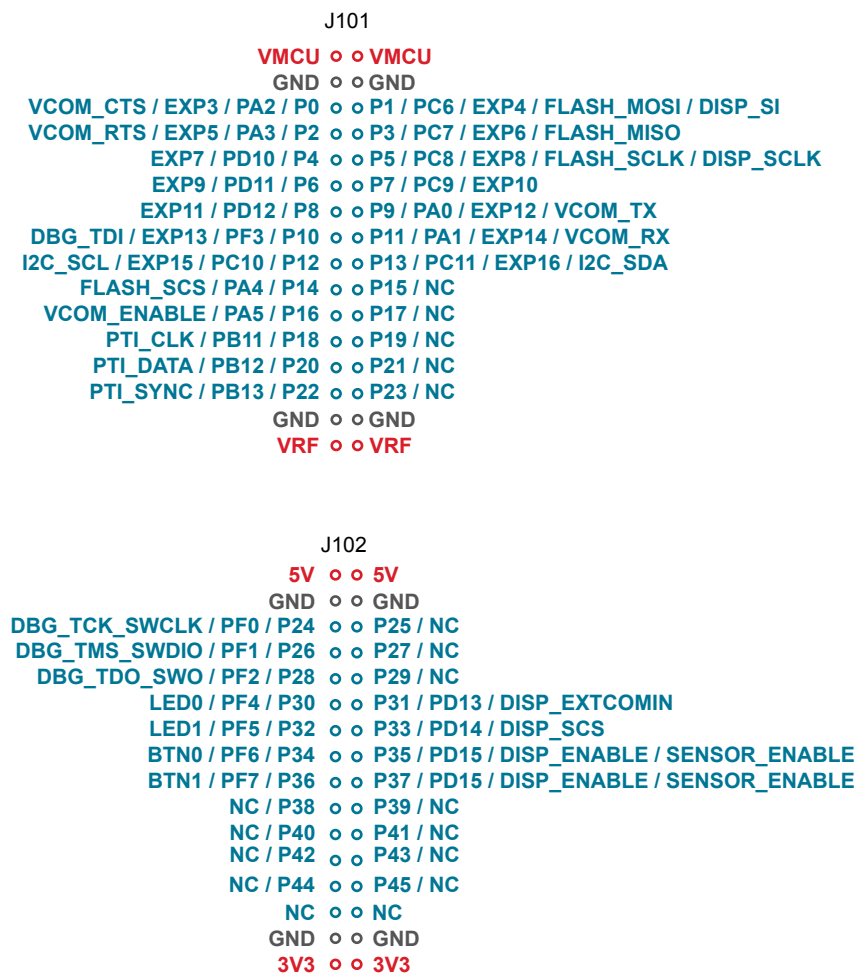 J101
VMCU VMCU
GND GND
VCOM_CTS / EXP3 / PA2 / P0 P1 / PC6 / EXP4 / FLASH_MOSI / DISP_SI
VCOM_RTS / EXP5 / PA3 / P2 P3 / PC7 / EXP6 / FLASH_MISO
EXP7 / PD10 / P4 P5 / PC8 / EXP8 / FLASH_SCLK / DISP_SCLK
EXP9 / PD11 / P6 P7 / PC9 / EXP10
EXP11 / PD12 / P8 P9 / PA0 / EXP12 / VCOM_TX
DBG_TDI / EXP13 / PF3 / P10 P11 / PA1 / EXP14 / VCOM_RX
I2C_SCL / EXP15 / PC10 / P12 P13 / PC11 / EXP16 / I2C_SDA
FLASH_SCS / PA4 / P14 P15 / NC
VCOM_ENABLE / PA5 / P16 P17 / NC
PTI_CLK / PB11 / P18 P19 / NC
PTI_DATA / PB12 / P20 P21 / NC
PTI_SYNC / PB13 / P22 P23 / NC
GND GND
VRF VRF
J102
5V 5V
GND GND
DBG_TCK_SWCLK / PF0 / P24 P25 / NC
DBG_TMS_SWDIO / PF1 / P26 P27 / NC
DBG_TDO_SWO / PF2 / P28 P29 / NC
LED0 / PF4 / P30 P31 / PD13 / DISP_EXTCOMIN
LED1 / PF5 / P32 P33 / PD14 / DISP_SCS
BTN0 / PF6 / P34 P35 / PD15 / DISP_ENABLE / SENSOR_ENABLE
BTN1 / PF7 / P36 P37 / PD15 / DISP_ENABLE / SENSOR_ENABLE
NC / P38 P39 / NC
NC / P40 P41 / NC
NC / P42 P43 / NC
NC / P44 P45 / NC
NC NC
GND GND
3V3 3V3